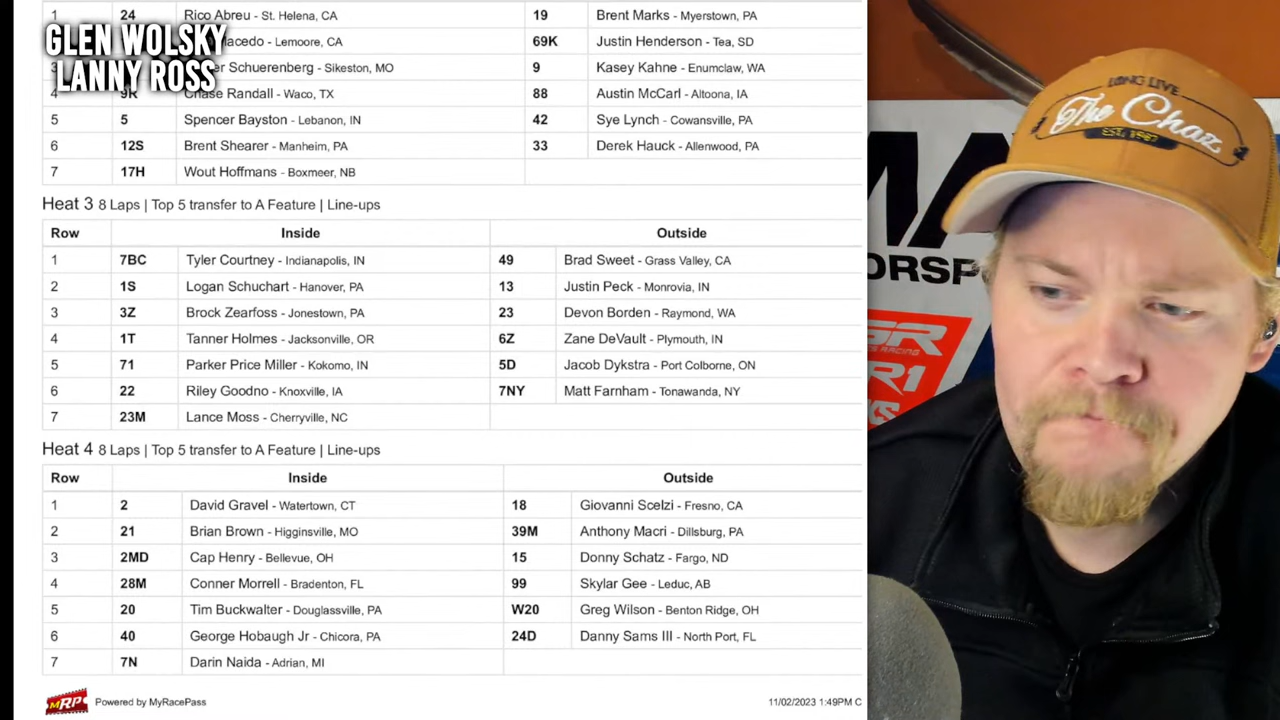 1 24 Rico Abreu - St. Helena, CA 19 Brent Marks - Myerstown, PA
GLEN WOLSKY
Macedo - Lemoore, CA 69K Justin Henderson - Tea, SD
LANNY ROSS
Schuerenberg - Sikeston, MO 9 Kasey Kahne - Enumclaw, WA
4 9R Chase Randall - Waco, TX 88 Austin McCarl - Altoona, IA
5 5 Spencer Bayston - Lebanon, IN 42 Sye Lynch - Cowansville, PA
6 12S Brent Shearer - Manheim, PA 33 Derek Hauck - Allenwood, PA
7 17H Wout Hoffmans - Boxmeer, NB
Heat 3 8 Laps | Top 5 transfer to A Feature | Line-ups
Row Inside Outside
1 7BC Tyler Courtney - Indianapolis, IN 49 Brad Sweet - Grass Valley, CA
2 1S Logan Schuchart - Hanover, PA 13 Justin Peck - Monrovia, IN
3 3Z Brock Zearfoss - Jonestown, PA 23 Devon Borden - Raymond, WA
4 1T Tanner Holmes - Jacksonville, OR 6Z Zane DeVault - Plymouth, IN
5 71 Parker Price Miller - Kokomo, IN 5D Jacob Dykstra - Port Colborne, ON
6 22 Riley Goodno - Knoxville, IA 7NY Matt Farnham - Tonawanda, NY
7 23M Lance Moss - Cherryville, NC
Heat 4 8 Laps | Top 5 transfer to A Feature | Line-ups
Row Inside Outside
1 2 David Gravel - Watertown, CT 18 Giovanni Scelzi - Fresno, CA
2 21 Brian Brown - Higginsville, MO 39M Anthony Macri - Dillsburg, PA
3 2MD Cap Henry - Bellevue, OH 15 Donny Schatz - Fargo, ND
4 28M Conner Morrell - Bradenton, FL 99 Skylar Gee - Leduc, AB
5 20 Tim Buckwalter - Douglassville, PA W20 Greg Wilson - Benton Ridge, OH
6 40 George Hobaugh Jr - Chicora, PA 24D Danny Sams III - North Port, FL
7 7N Darin Naida - Adrian, MI
MRP Powered by MyRacePass 11/02/2023 1:49PM C
LONG LIVE
The Chaz
EST. 1967
ORSP
RACING
R1
KS